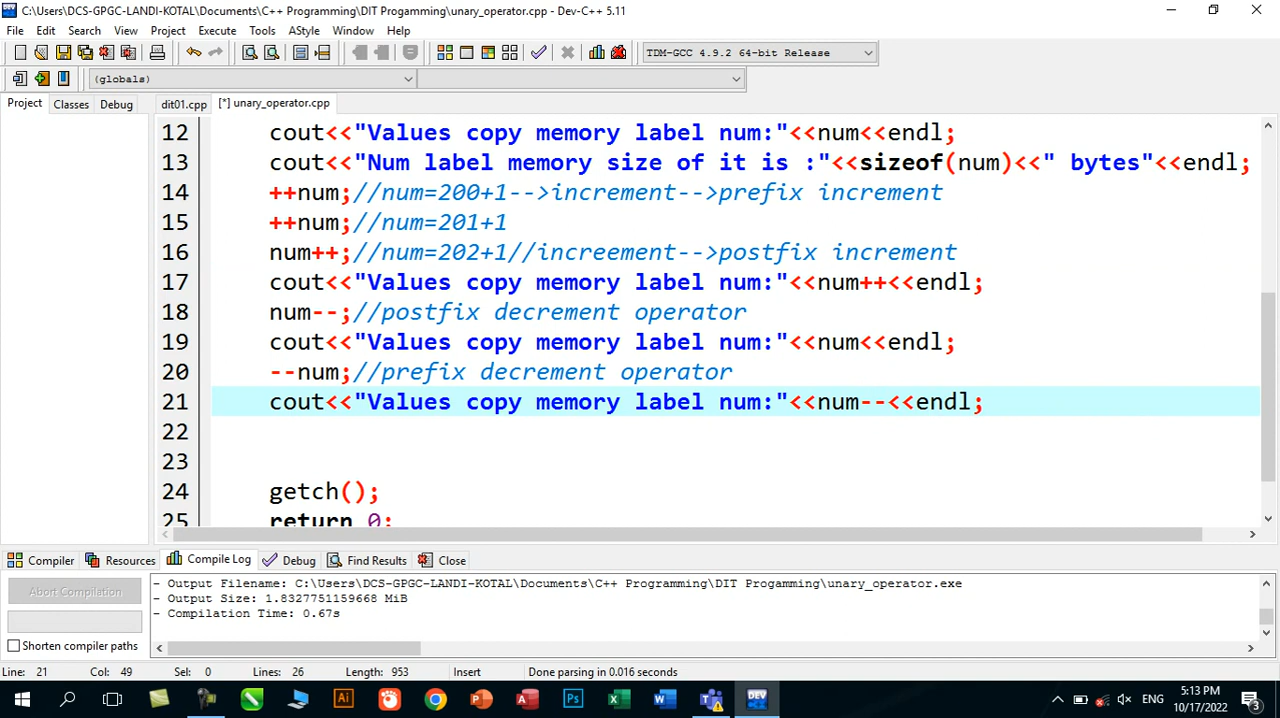 C:\Users\DCS-GPGC-LANDI-KOTAL\Documents\C++ Programming\DIT Progamming\unary_operator.cpp - Dev-C++ 5.11
File Edit Search View Project Execute Tools AStyle Window Help
TDM-GCC 4.9.2 64-bit Release
(globals)
Project Classes Debug dit01.cpp [*] unary_operator.cpp
12 cout<<"Values copy memory label num:"<<num<<endl;
13 cout<<"Num label memory size of it is :"<<sizeof(num)<<" bytes"<<endl;
14 ++num;//num=200+1-->increment-->prefix increment
15 ++num;//num=201+1
16 num++;//num=202+1//increement-->postfix increment
17 cout<<"Values copy memory label num:"<<num++<<endl;
18 num--;//postfix decrement operator
19 cout<<"Values copy memory label num:"<<num<<endl;
20 --num;//prefix decrement operator
21 cout<<"Values copy memory label num:"<<num--<<endl;
22
23
24 getch();
25 return 0;
Compiler Resources Compile Log Debug Find Results Close
Abort Compilation
- Output Filename: C:\Users\DCS-GPGC-LANDI-KOTAL\Documents\C++ Programming\DIT Progamming\unary_operator.exe
- Output Size: 1.8327751159668 MiB
- Compilation Time: 0.67s
Shorten compiler paths
Line: 21 Col: 49 Sel: 0 Lines: 26 Length: 953 Insert Done parsing in 0.016 seconds
Ai Ps DEV ENG 5:13 PM
10/17/2022 3